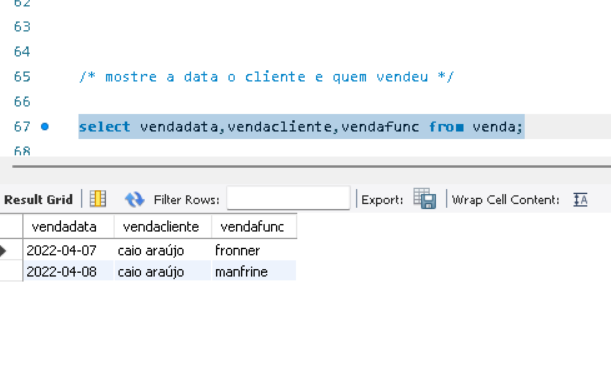 62
63
64
65 /* mostre a data o cliente e quem vendeu */
66
67 select vendadata,vendacliente,vendafunc from venda;
68
Result Grid Filter Rows: Export: Wrap Cell Content: IA
vendadata vendacliente vendafunc
2022-04-07 caio araújo fronner
2022-04-08 caio araújo manfrine